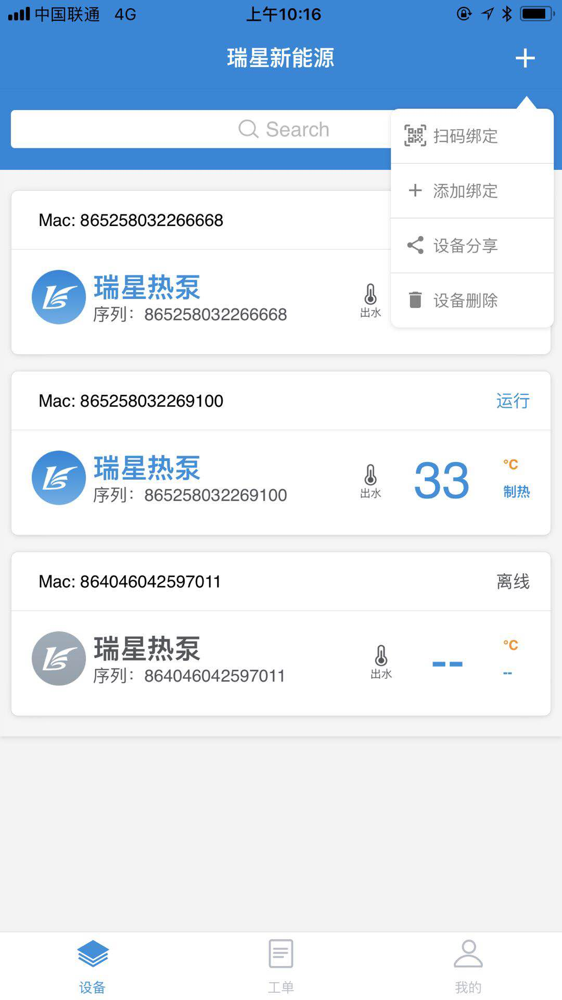 中国联通 4G 上午10:16
瑞星新能源
Search
扫码绑定
添加绑定
设备分享
设备删除
Mac: 865258032266668
瑞星热泵
序列：865258032266668
出水
Mac: 865258032269100
运行
瑞星热泵
序列：865258032269100
出水
33
°C
制热
Mac: 864046042597011
离线
瑞星热泵
序列：864046042597011
出水
--
°C
--
设备
工单
我的